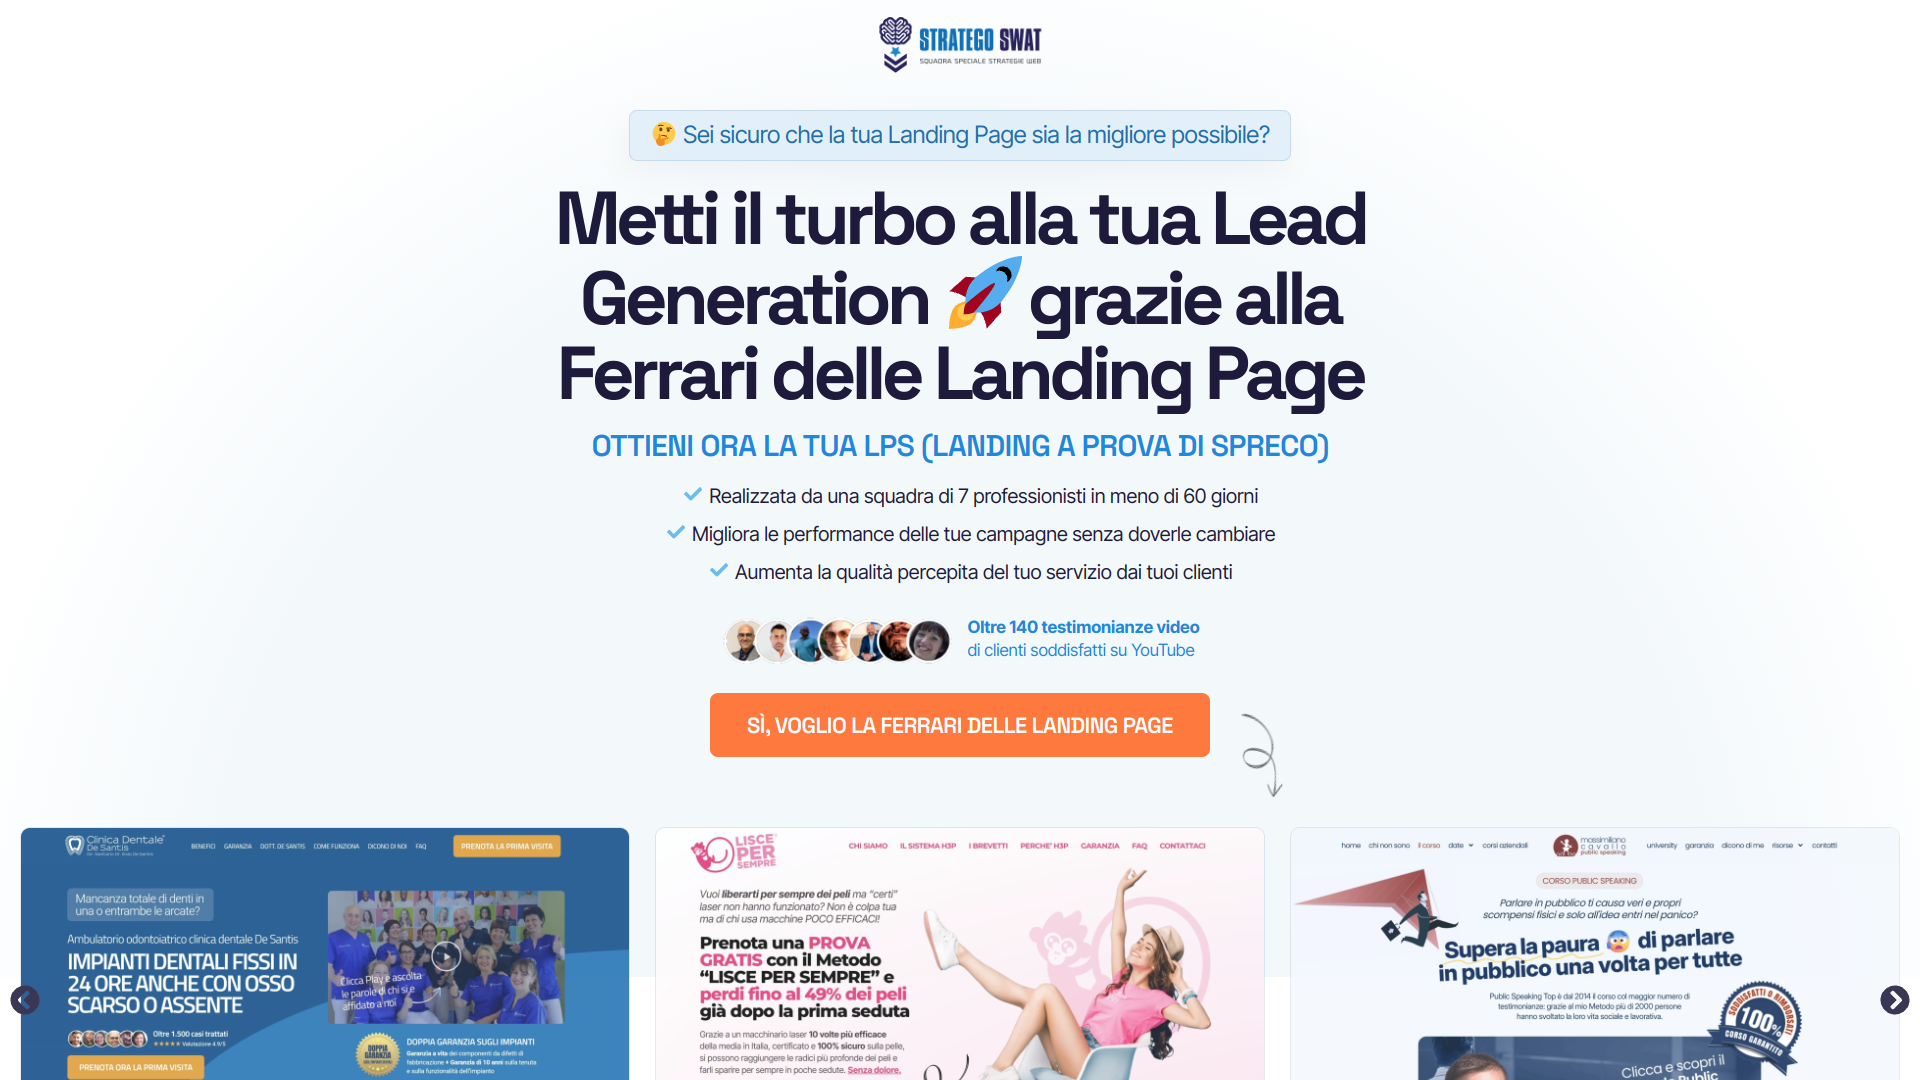 STRATEGO SWAT
SQUADRA SPECIALE STRATEGIE WEB
🤔 Sei sicuro che la tua Landing Page sia la migliore possibile?
Metti il turbo alla tua Lead
Generation 🚀 grazie alla
Ferrari delle Landing Page
OTTIENI ORA LA TUA LPS (LANDING A PROVA DI SPRECO)
Realizzata da una squadra di 7 professionisti in meno di 60 giorni
Migliora le performance delle tue campagne senza doverle cambiare
Aumenta la qualità percepita del tuo servizio dai tuoi clienti
Oltre 140 testimonianze video
di clienti soddisfatti su YouTube
SÌ, VOGLIO LA FERRARI DELLE LANDING PAGE
Clinica Dentale
De Santis
BENEFICI GARANZIA DOTT. DE SANTIS COME FUNZIONA DICONO DI NOI FAQ
PRENOTA LA PRIMA VISITA
Mancanza totale di denti in
una o entrambe le arcate?
Ambulatorio odontoiatrico clinica dentale De Santis
IMPIANTI DENTALI FISSI IN
24 ORE ANCHE CON OSSO
SCARSO O ASSENTE
Oltre 1.500 casi trattati
Valutazione 4.9/5
PRENOTA ORA LA PRIMA VISITA
Clicca Play e ascolta
le parole di chi si è
affidato a noi
DOPPIA
GARANZIA
DOPPIA GARANZIA SUGLI IMPIANTI
Garanzia a vita dei componenti da difetti di
fabbricazione + Garanzia di 10 anni sulla tenuta
e sulla funzionalità dell'impianto
LISCE
PER
SEMPRE
CHI SIAMO IL SISTEMA H3P I BREVETTI PERCHE' H3P GARANZIA FAQ CONTATTACI
Vuoi liberarti per sempre dei peli ma "certi"
laser non hanno funzionato? Non è colpa tua
ma di chi usa macchine POCO EFFICACI!
Prenota una PROVA
GRATIS con il Metodo
“LISCE PER SEMPRE” e
perdi fino al 49% dei peli
già dopo la prima seduta
Grazie a un macchinario laser 10 volte più efficace
della media in Italia, certificato e 100% sicuro sulla pelle,
si possono raggiungere le radici più profonde dei peli e
farli sparire per sempre in poche sedute. Senza dolore.
home chi non sono il corso date corsi aziendali
massimiliano
cavallo
public speaking
university garanzia dicono di me risorse contatti
CORSO PUBLIC SPEAKING
Parlare in pubblico ti causa veri e propri
scompensi fisici e solo all'idea entri nel panico?
Supera la paura 😱 di parlare
in pubblico una volta per tutte
Public Speaking Top è dal 2014 il corso col maggior numero di
testimonianze: grazie al mio Metodo più di 2000 persone
hanno svoltato la loro vita sociale e lavorativa.
SODDISFATTI O RIMBORSATI
100%
CORSO GARANTITO
Clicca e scopri il
Public